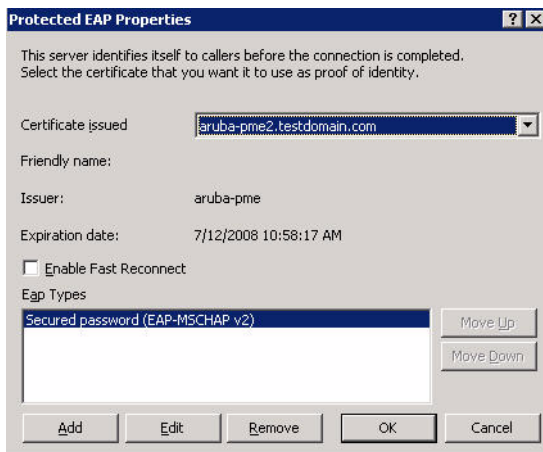 Protected EAP Properties
This server identifies itself to callers before the connection is completed.
Select the certificate that you want it to use as proof of identity.
Certificate issued aruba-pme2.testdomain.com
Friendly name:
Issuer: aruba-pme
Expiration date: 7/12/2008 10:58:17 AM
Enable Fast Reconnect
Eap Types
Secured password (EAP-MSCHAP v2)
Move Up
Move Down
Add Edit Remove OK Cancel